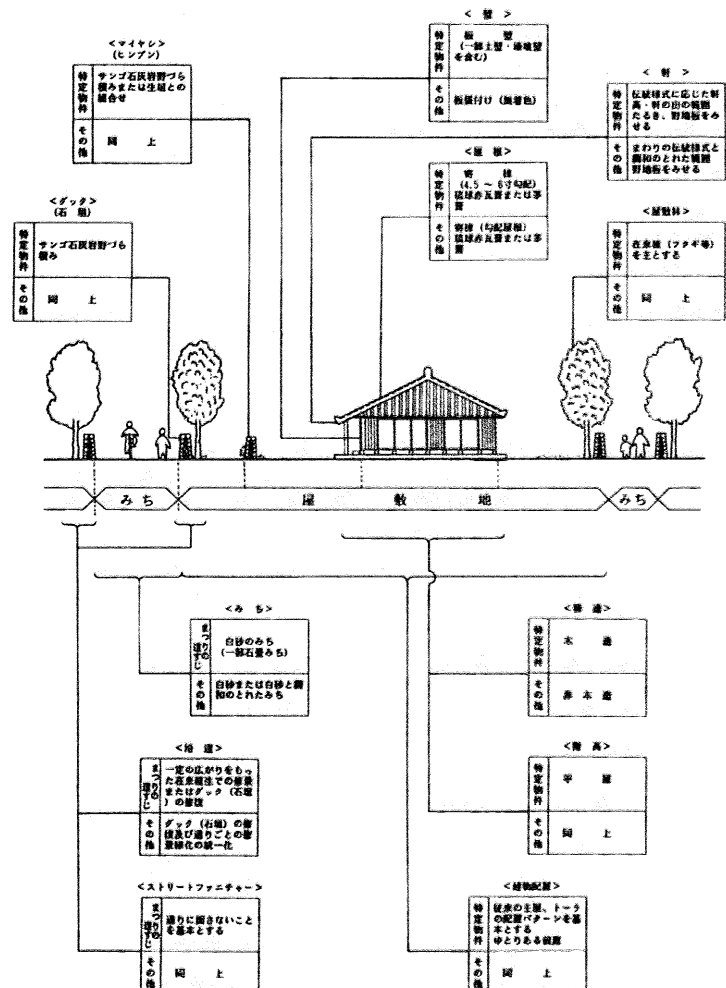 <マイヤシ>
(ヒンプン)
特定物件
サンゴ石灰岩野づら
積みまたは生垣との
組合せ
その他
同　上
<グック>
(石垣)
特定物件
サンゴ石灰岩野づら
積み
その他
同　上
<壁>
特定物件
板　壁
(一部土壁・漆喰壁
を含む)
その他
板張付け (無着色)
<屋根>
特定物件
寄　棟
(4.5 ～ 6寸勾配)
琉球赤瓦葺または茅
葺
その他
寄棟 (勾配屋根)
琉球赤瓦葺または茅
葺
<軒>
特定物件
伝統様式に応じた軒
高・軒の出の範囲
たるき、野地板をみ
せる
その他
まわりの伝統様式と
調和のとれた範囲
野地板をみせる
<屋敷林>
特定物件
在来種 (フクギ等)
を主とする
その他
同　上
みち
屋　敷　地
みち
<みち>
まつりの道すじ
白砂のみち
(一部石畳みち)
その他
白砂または白砂と調
和のとれたみち
<沿道>
まつりの道すじ
一定の広がりをもっ
た在来種法での修景
またはグック (石垣
) の修復
その他
グック (石垣) の修
復及び通りごとの修
景緑化の統一化
<ストリートファニチャー>
まつりの道すじ
通りに面さないこと
を基本とする
その他
同　上
<構造>
特定物件
木　造
その他
非 木 造
<階高>
特定物件
平　屋
その他
同　上
<建物配置>
特定物件
従来の主屋、トーラ
の配置パターンを基
本とする
ゆとりある前庭
その他
同　上